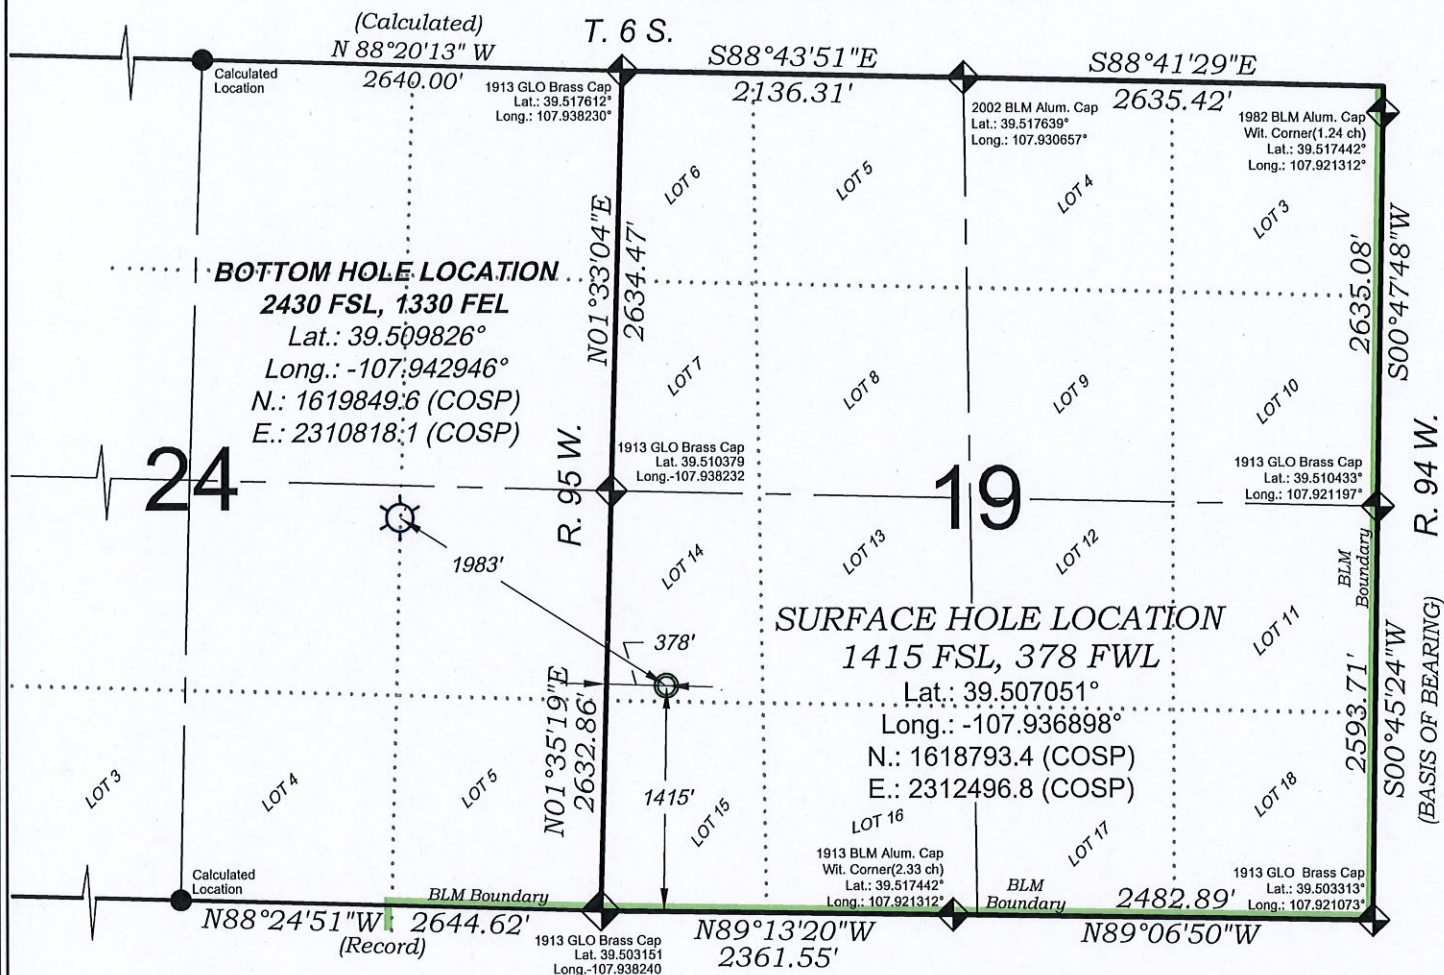 (Calculated)
N 88°20'13" W
2640.00'
T. 6 S.
S88°43'51"E
2136.31'
S88°41'29"E
2635.42'
Calculated
Location
1913 GLO Brass Cap
Lat.: 39.517612°
Long.: 107.938230°
2002 BLM Alum. Cap
Lat.: 39.517639°
Long.: 107.930657°
1982 BLM Alum. Cap
Wit. Corner(1.24 ch)
Lat.: 39.517442°
Long.: 107.921312°
LOT 6
LOT 5
LOT 4
LOT 3
N01°33'04"E
2634.47'
2635.08'
S00°47'48"W
BOTTOM HOLE LOCATION
2430 FSL, 1330 FEL
Lat.: 39.509826°
Long.: -107.942946°
N.: 1619849.6 (COSP)
E.: 2310818.1 (COSP)
LOT 7
LOT 8
LOT 9
LOT 10
24
R. 95 W.
1913 GLO Brass Cap
Lat. 39.510379
Long.-107.938232
19
1913 GLO Brass Cap
Lat.: 39.510433°
Long.: 107.921197°
R. 94 W.
1983'
LOT 14
LOT 13
LOT 12
BLM
Boundary
LOT 11
378'
SURFACE HOLE LOCATION
1415 FSL, 378 FWL
Lat.: 39.507051°
Long.: -107.936898°
N.: 1618793.4 (COSP)
E.: 2312496.8 (COSP)
N01°35'19"E
2632.86'
2593.71'
S00°45'24"W
(BASIS OF BEARING)
LOT 3
LOT 4
LOT 5
1415'
LOT 15
LOT 16
LOT 17
LOT 18
Calculated
Location
BLM Boundary
N88°24'51"W
2644.62'
(Record)
1913 GLO Brass Cap
Lat. 39.503151
Long.-107.938240
1913 BLM Alum. Cap
Wit. Corner(2.33 ch)
Lat.: 39.517442°
Long.: 107.921312°
N89°13'20"W
2361.55'
BLM
Boundary
2482.89'
N89°06'50"W
1913 GLO Brass Cap
Lat.: 39.503313°
Long.: 107.921073°